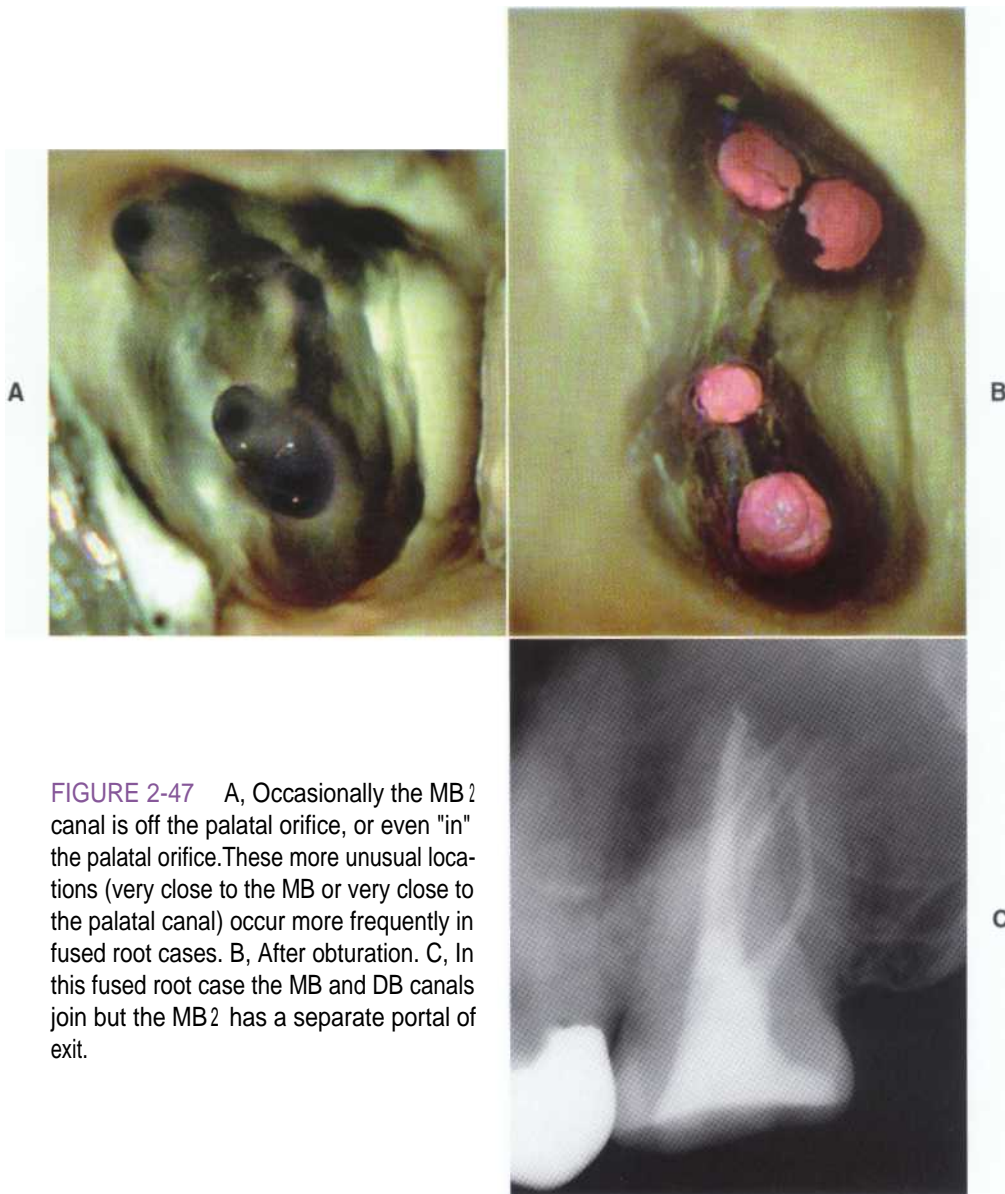 A
B
FIGURE 2-47 A, Occasionally the MB2
canal is off the palatal orifice, or even "in"
the palatal orifice.These more unusual loca-
tions (very close to the MB or very close to
the palatal canal) occur more frequently in
fused root cases. B, After obturation. C, In
this fused root case the MB and DB canals
join but the MB2 has a separate portal of
exit.
C